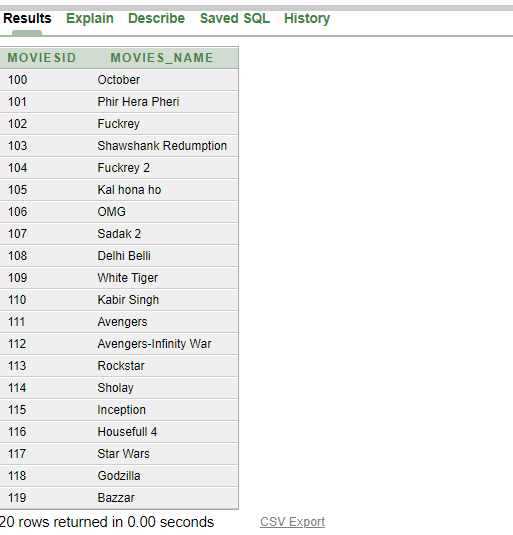 Results Explain Describe Saved SQL History
MOVIESID MOVIES_NAME
100 October
101 Phir Hera Pheri
102 Fuckrey
103 Shawshank Redumption
104 Fuckrey 2
105 Kal hona ho
106 OMG
107 Sadak 2
108 Delhi Belli
109 White Tiger
110 Kabir Singh
111 Avengers
112 Avengers-Infinity War
113 Rockstar
114 Sholay
115 Inception
116 Housefull 4
117 Star Wars
118 Godzilla
119 Bazzar
20 rows returned in 0.00 seconds CSV Export